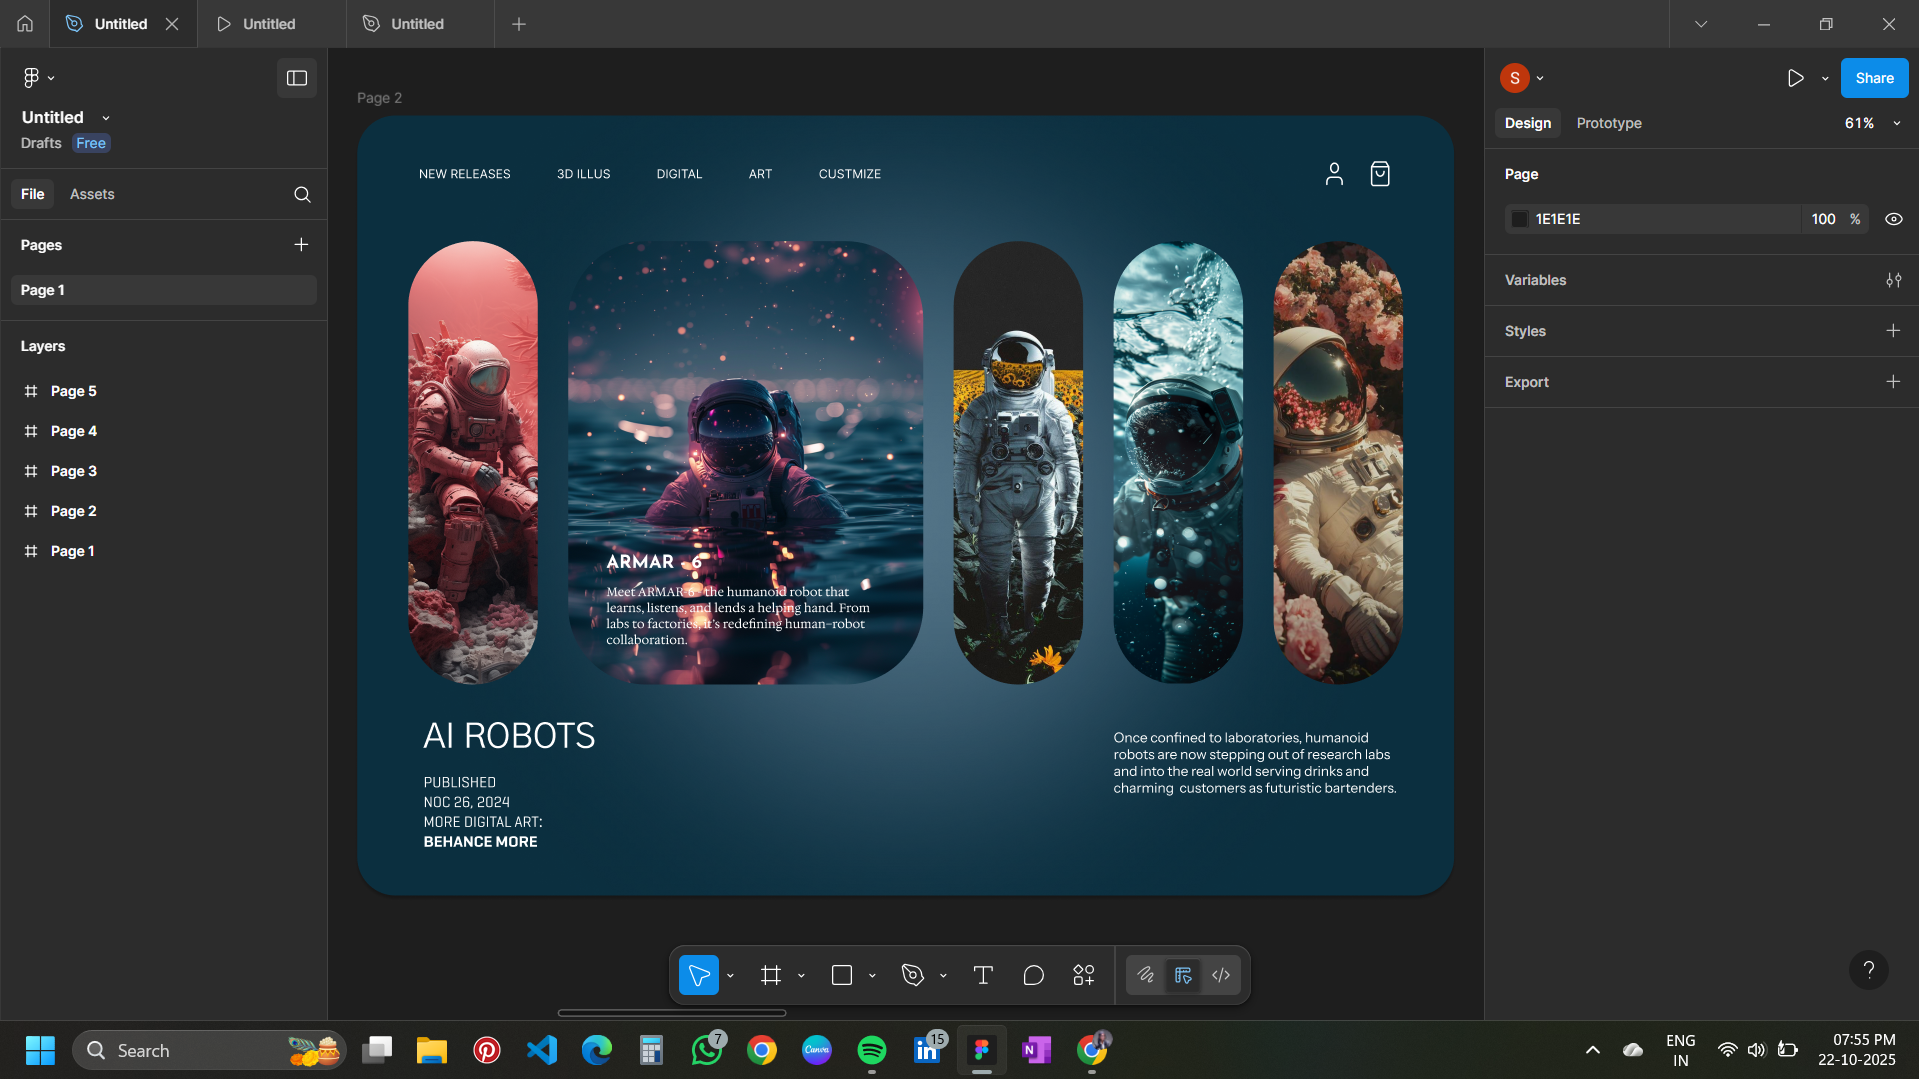 Untitled
Untitled
Untitled
Untitled
Drafts Free
File Assets
Pages
Page 1
Layers
Page 5
Page 4
Page 3
Page 2
Page 1
Page 2
NEW RELEASES 3D ILLUS DIGITAL ART CUSTMIZE
ARMAR - 6
Meet ARMAR-6- the humanoid robot that
learns, listens, and lends a helping hand. From
labs to factories, it's redefining human–robot
collaboration.
AI ROBOTS
PUBLISHED
NOC 26, 2024
MORE DIGITAL ART:
BEHANCE MORE
Once confined to laboratories, humanoid
robots are now stepping out of research labs
and into the real world serving drinks and
charming  customers as futuristic bartenders.
S
Share
Design Prototype 61%
Page
1E1E1E 100 %
Variables
Styles
Export
?
Search
7
Canva
in 15
N
ENG
IN
07:55 PM
22-10-2025